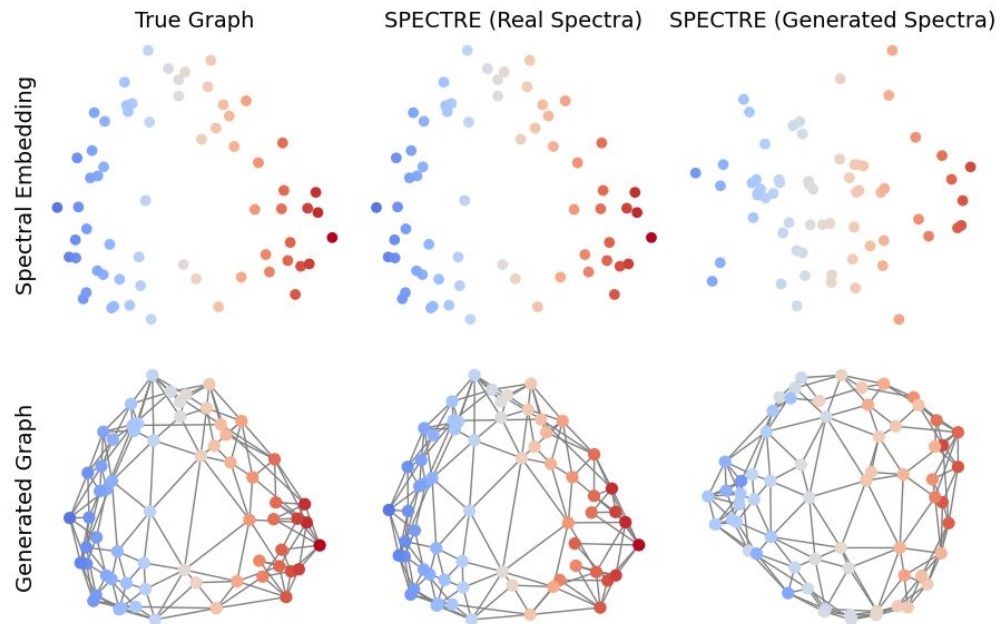 True Graph
SPECTRE (Real Spectra)
SPECTRE (Generated Spectra)
Spectral Embedding
Generated Graph